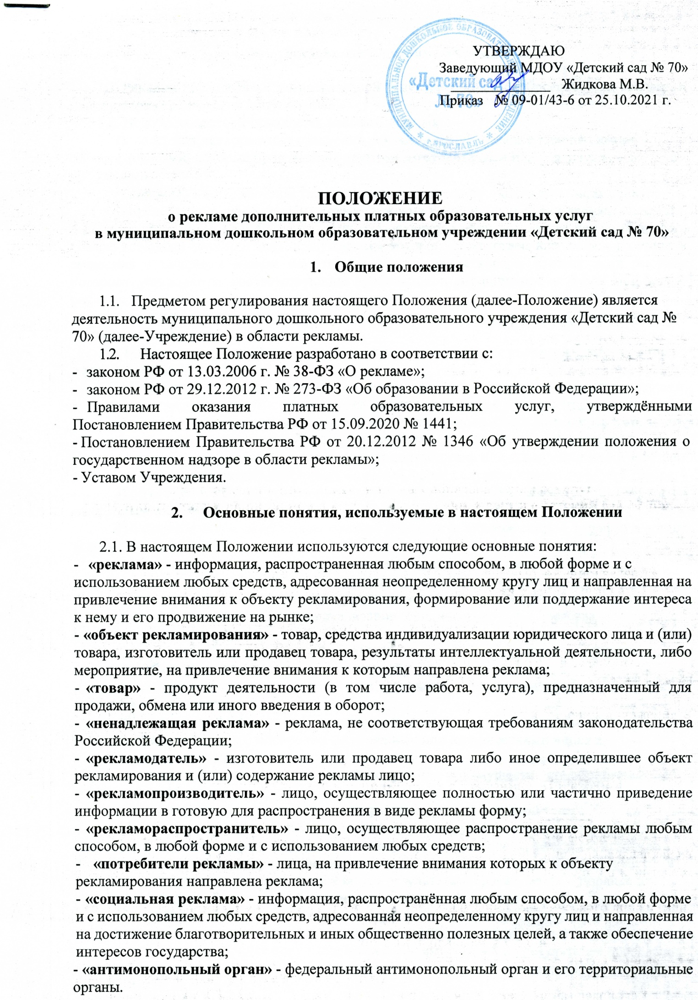 УТВЕРЖДАЮ
Заведующий МДОУ «Детский сад № 70»
Жидкова М.В.
Приказ № 09-01/43-6 от 25.10.2021 г.
МУНИЦИПАЛЬНОЕ ДОШКОЛЬНОЕ ОБРАЗОВАТЕЛЬНОЕ УЧРЕЖДЕНИЕ
«Детский сад
№ 70»
* г.ЯРОСЛАВЛЬ *
ПОЛОЖЕНИЕ
о рекламе дополнительных платных образовательных услуг
в муниципальном дошкольном образовательном учреждении «Детский сад № 70»
1. Общие положения
1.1. Предметом регулирования настоящего Положения (далее-Положение) является
деятельность муниципального дошкольного образовательного учреждения «Детский сад №
70» (далее-Учреждение) в области рекламы.
1.2. Настоящее Положение разработано в соответствии с:
- законом РФ от 13.03.2006 г. № 38-ФЗ «О рекламе»;
- законом РФ от 29.12.2012 г. № 273-ФЗ «Об образовании в Российской Федерации»;
- Правилами оказания платных образовательных услуг, утверждёнными
Постановлением Правительства РФ от 15.09.2020 № 1441;
- Постановлением Правительства РФ от 20.12.2012 № 1346 «Об утверждении положения о
государственном надзоре в области рекламы»;
- Уставом Учреждения.
2. Основные понятия, используемые в настоящем Положении
2.1. В настоящем Положении используются следующие основные понятия:
- «реклама» - информация, распространенная любым способом, в любой форме и с
использованием любых средств, адресованная неопределенному кругу лиц и направленная на
привлечение внимания к объекту рекламирования, формирование или поддержание интереса
к нему и его продвижение на рынке;
- «объект рекламирования» - товар, средства индивидуализации юридического лица и (или)
товара, изготовитель или продавец товара, результаты интеллектуальной деятельности, либо
мероприятие, на привлечение внимания к которым направлена реклама;
- «товар» - продукт деятельности (в том числе работа, услуга), предназначенный для
продажи, обмена или иного введения в оборот;
- «ненадлежащая реклама» - реклама, не соответствующая требованиям законодательства
Российской Федерации;
- «рекламодатель» - изготовитель или продавец товара либо иное определившее объект
рекламирования и (или) содержание рекламы лицо;
- «рекламопроизводитель» - лицо, осуществляющее полностью или частично приведение
информации в готовую для распространения в виде рекламы форму;
- «рекламораспространитель» - лицо, осуществляющее распространение рекламы любым
способом, в любой форме и с использованием любых средств;
- «потребители рекламы» - лица, на привлечение внимания которых к объекту
рекламирования направлена реклама;
- «социальная реклама» - информация, распространённая любым способом, в любой форме
и с использованием любых средств, адресованная неопределенному кругу лиц и направленная
на достижение благотворительных и иных общественно полезных целей, а также обеспечение
интересов государства;
- «антимонопольный орган» - федеральный антимонопольный орган и его территориальные
органы.